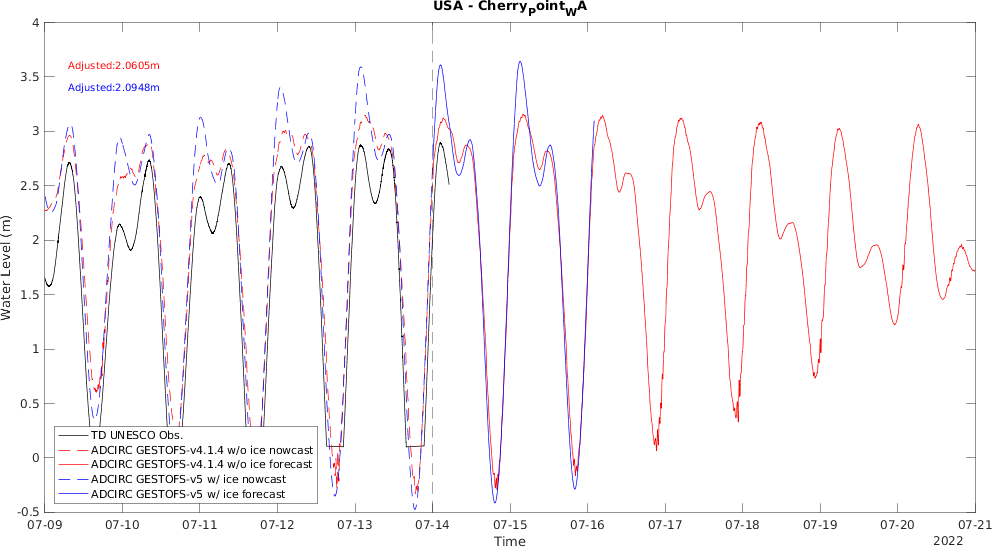 USA - CherryPointWA
4
3.5
3
2.5
2
1.5
1
0.5
0
-0.5
Water Level (m)
Adjusted:2.0605m
Adjusted:2.0948m
TD UNESCO Obs.
ADCIRC GESTOFS-v4.1.4 w/o ice nowcast
ADCIRC GESTOFS-v4.1.4 w/o ice forecast
ADCIRC GESTOFS-v5 w/ ice nowcast
ADCIRC GESTOFS-v5 w/ ice forecast
07-09 07-10 07-11 07-12 07-13 07-14 07-15 07-16 07-17 07-18 07-19 07-20 07-21
Time
2022